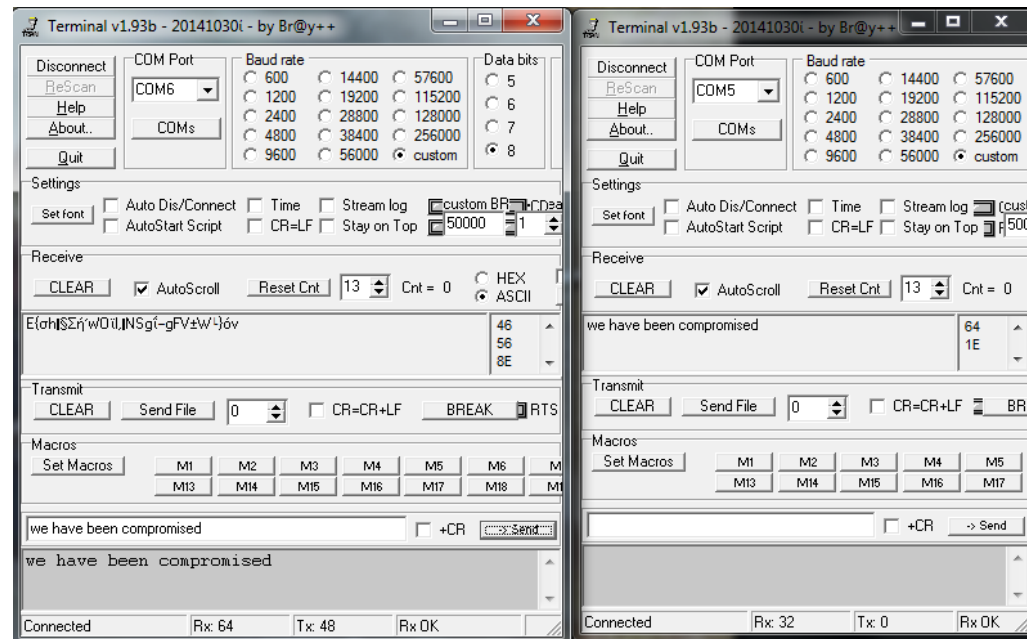 Terminal v1.93b - 20141030ί - by Br@y++
Disconnect
ReScan
Help
About..
Quit
COM Port
COM6
COMs
Baud rate
600 14400 57600
1200 19200 115200
2400 28800 128000
4800 38400 256000
9600 56000 custom
Data bits
5
6
7
8
Settings
Set font
Auto Dis/Connect Time Stream log custom BR
AutoStart Script CR=LF Stay on Top 50000 1
Receive
CLEAR AutoScroll Reset Cnt 13 Cnt = 0
HEX
ASCII
46
56
8E
Transmit
CLEAR Send File 0 CR=CR+LF BREAK RTS
Macros
Set Macros M1 M2 M3 M4 M5 M6 M
M13 M14 M15 M16 M17 M18 M1
we have been compromised +CR -> Send
we have been compromised
Connected Rx: 64 Tx: 48 Rx OK
Terminal v1.93b - 20141030ί - by Br@y++
Disconnect
ReScan
Help
About..
Quit
COM Port
COM5
COMs
Baud rate
600 14400 57600
1200 19200 115200
2400 28800 128000
4800 38400 256000
9600 56000 custom
Settings
Set font
Auto Dis/Connect Time Stream log
AutoStart Script CR=LF Stay on Top 500
Receive
CLEAR AutoScroll Reset Cnt 13 Cnt = 0
we have been compromised
64
1E
Transmit
CLEAR Send File 0 CR=CR+LF BR
Macros
Set Macros M1 M2 M3 M4 M5
M13 M14 M15 M16 M17
+CR -> Send
Connected Rx: 32 Tx: 0 Rx OK